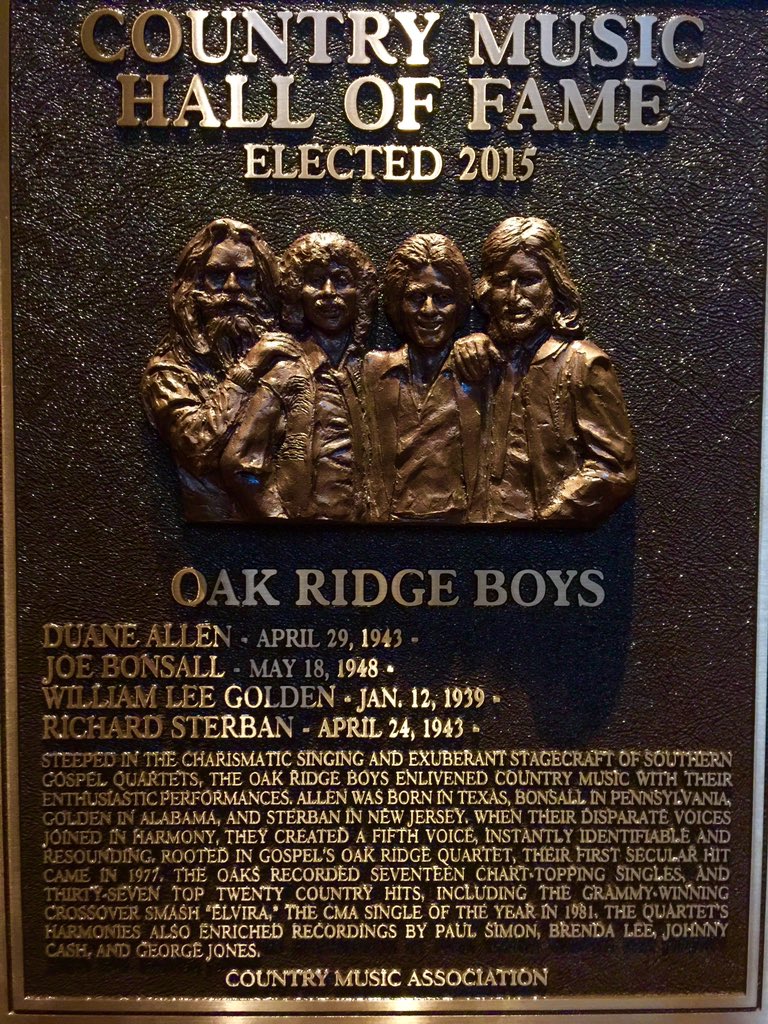 COUNTRY MUSIC
HALL OF FAME
ELECTED 2015
OAK RIDGE BOYS
DUANE ALLEN - APRIL 29, 1943 -
JOE BONSALL - MAY 18, 1948 -
WILLIAM LEE GOLDEN - JAN. 12, 1939 -
RICHARD STERBAN - APRIL 24, 1943 -
STEEPED IN THE CHARISMATIC SINGING AND EXUBERANT STAGECRAFT OF SOUTHERN
GOSPEL QUARTETS, THE OAK RIDGE BOYS ENLIVENED COUNTRY MUSIC WITH THEIR
ENTHUSIASTIC PERFORMANCES. ALLEN WAS BORN IN TEXAS, BONSALL IN PENNSYLVANIA,
GOLDEN IN ALABAMA, AND STERBAN IN NEW JERSEY. WHEN THEIR DISPARATE VOICES
JOINED IN HARMONY, THEY CREATED A FIFTH VOICE, INSTANTLY IDENTIFIABLE AND
RESOUNDING. ROOTED IN GOSPEL'S OAK RIDGE QUARTET, THEIR FIRST SECULAR HIT
CAME IN 1977. THE OAKS RECORDED SEVENTEEN CHART-TOPPING SINGLES, AND
THIRTY-SEVEN TOP TWENTY COUNTRY HITS, INCLUDING THE GRAMMY-WINNING
CROSSOVER SMASH "ELVIRA," THE CMA SINGLE OF THE YEAR IN 1981. THE QUARTET'S
HARMONIES ALSO ENRICHED RECORDINGS BY PAUL SIMON, BRENDA LEE, JOHNNY
CASH, AND GEORGE JONES.
COUNTRY MUSIC ASSOCIATION